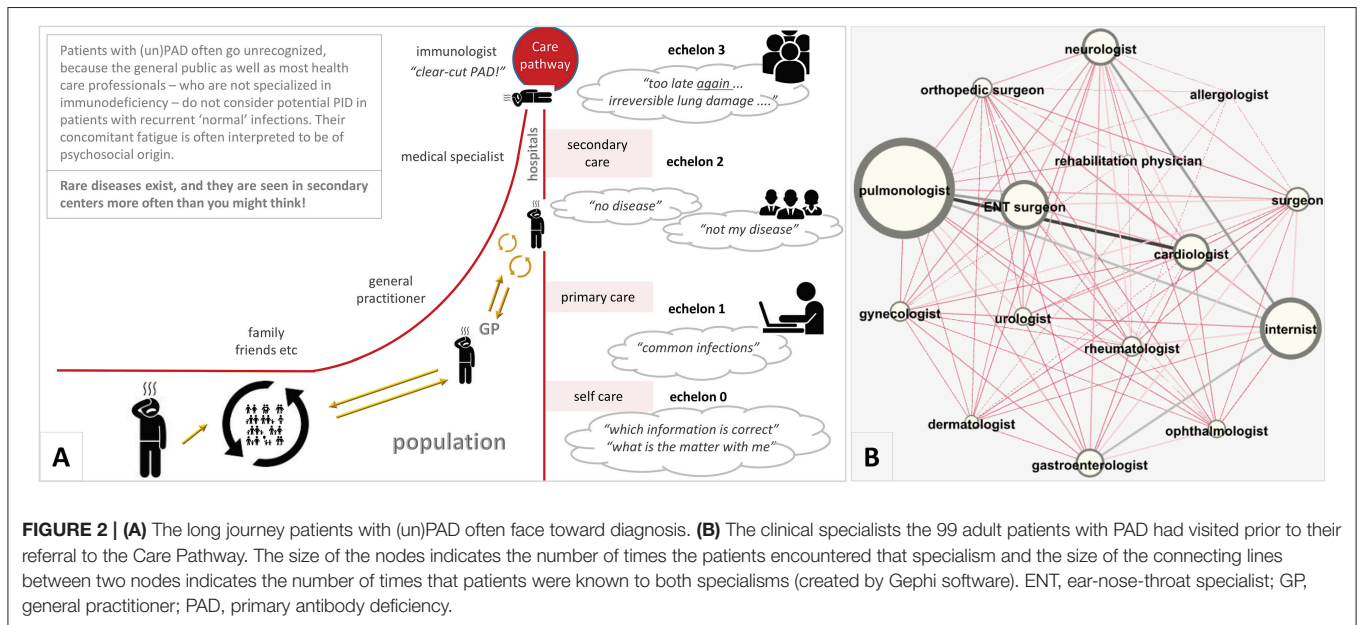 Patients with (un)PAD often go unrecognized,
because the general public as well as most health
care professionals – who are not specialized in
immunodeficiency – do not consider potential PID in
patients with recurrent ‘normal’ infections. Their
concomitant fatigue is often interpreted to be of
psychosocial origin.
Rare diseases exist, and they are seen in secondary
centers more often than you might think!
immunologist
“clear-cut PAD!”
Care
pathway
echelon 3
“too late again ...
irreversible lung damage ....”
medical specialist
hospitals
secondary
care
echelon 2
“no disease”
“not my disease”
general
practitioner
GP
primary care
echelon 1
“common infections”
family
friends etc
self care
echelon 0
“which information is correct”
“what is the matter with me”
population
A
neurologist
orthopedic surgeon
allergologist
rehabilitation physician
pulmonologist
ENT surgeon
surgeon
cardiologist
gynecologist
urologist
internist
rheumatologist
dermatologist
ophthalmologist
gastroenterologist
B
FIGURE 2 | (A) The long journey patients with (un)PAD often face toward diagnosis. (B) The clinical specialists the 99 adult patients with PAD had visited prior to their
referral to the Care Pathway. The size of the nodes indicates the number of times the patients encountered that specialism and the size of the connecting lines
between two nodes indicates the number of times that patients were known to both specialisms (created by Gephi software). ENT, ear-nose-throat specialist; GP,
general practitioner; PAD, primary antibody deficiency.